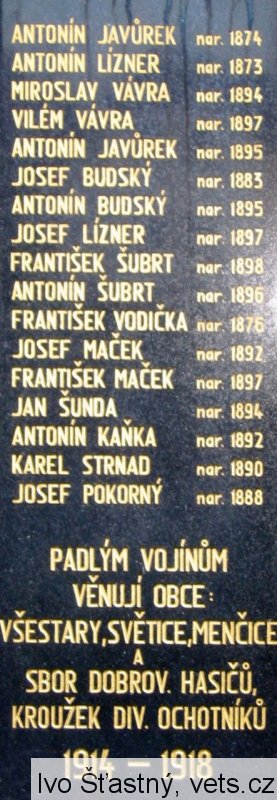 ANTONÍN JAVŮREK nar. 1874
ANTONÍN LÍZNER nar. 1873
MIROSLAV VÁVRA nar. 1894
VILÉM VÁVRA nar. 1897
ANTONÍN JAVŮREK nar. 1895
JOSEF BUDSKÝ nar. 1883
ANTONÍN BUDSKÝ nar. 1895
JOSEF LÍZNER nar. 1897
FRANTIŠEK ŠUBRT nar. 1898
ANTONÍN ŠUBRT nar. 1896
FRANTIŠEK VODIČKA nar. 1876
JOSEF MAČEK nar. 1892
FRANTIŠEK MAČEK nar. 1897
JAN ŠUNDA nar. 1894
ANTONÍN KAŇKA nar. 1892
KAREL STRNAD nar. 1890
JOSEF POKORNÝ nar. 1888
PADLÝM VOJÍNŮM
VĚNUJÍ OBCE:
VŠESTARY, SVĚTICE, MENČICE
A
SBOR DOBROV. HASIČŮ,
KROUŽEK DIV. OCHOTNÍKŮ
1914 – 1918
Ivo Šťastný, vets.cz